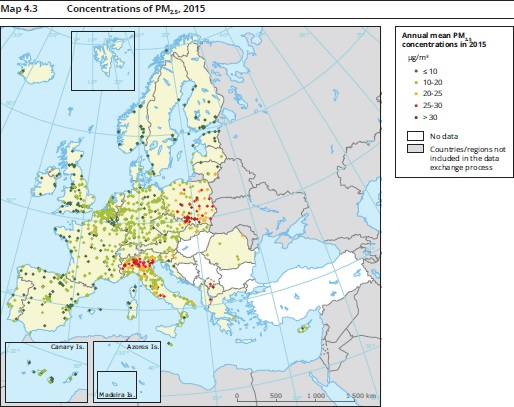 Map 4.3 Concentrations of PM2.5, 2015
Annual mean PM2.5
concentrations in 2015
µg/m³
≤ 10
10-20
20-25
25-30
> 30
No data
Countries/regions not
included in the data
exchange process
Canary Is.
Azores Is.
Madeira Is.
0 500 1 000 1 500 km